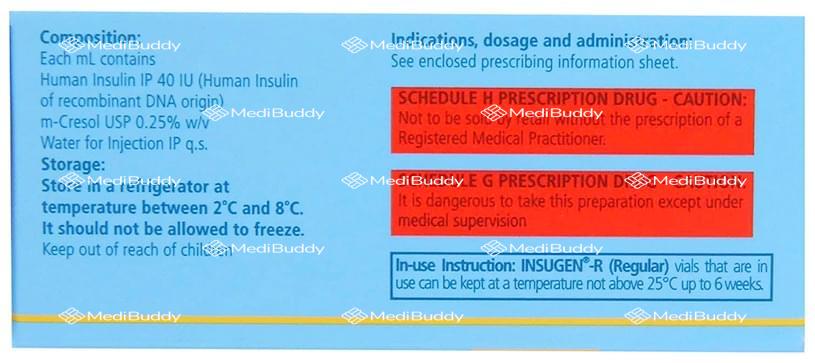 Composition:
Each mL contains
Human Insulin IP 40 IU (Human Insulin
of recombinant DNA origin)
m-Cresol USP 0.25% w/v
Water for Injection IP q.s.
Storage:
Store in a refrigerator at
temperature between 2°C and 8°C.
It should not be allowed to freeze.
Keep out of reach of children
Indications, dosage and administration:
See enclosed prescribing information sheet.
SCHEDULE H PRESCRIPTION DRUG - CAUTION:
Not to be sold by retail without the prescription of a
Registered Medical Practitioner.
SCHEDULE G PRESCRIPTION DRUG - CAUTION:
It is dangerous to take this preparation except under
medical supervision
In-use Instruction: INSUGEN®-R (Regular) vials that are in
use can be kept at a temperature not above 25°C up to 6 weeks.
MediBuddy MediBuddy MediBuddy
MediBuddy MediBuddy
MediBuddy MediBuddy MediBuddy
MediBuddy MediBuddy
MediBuddy MediBuddy MediBuddy